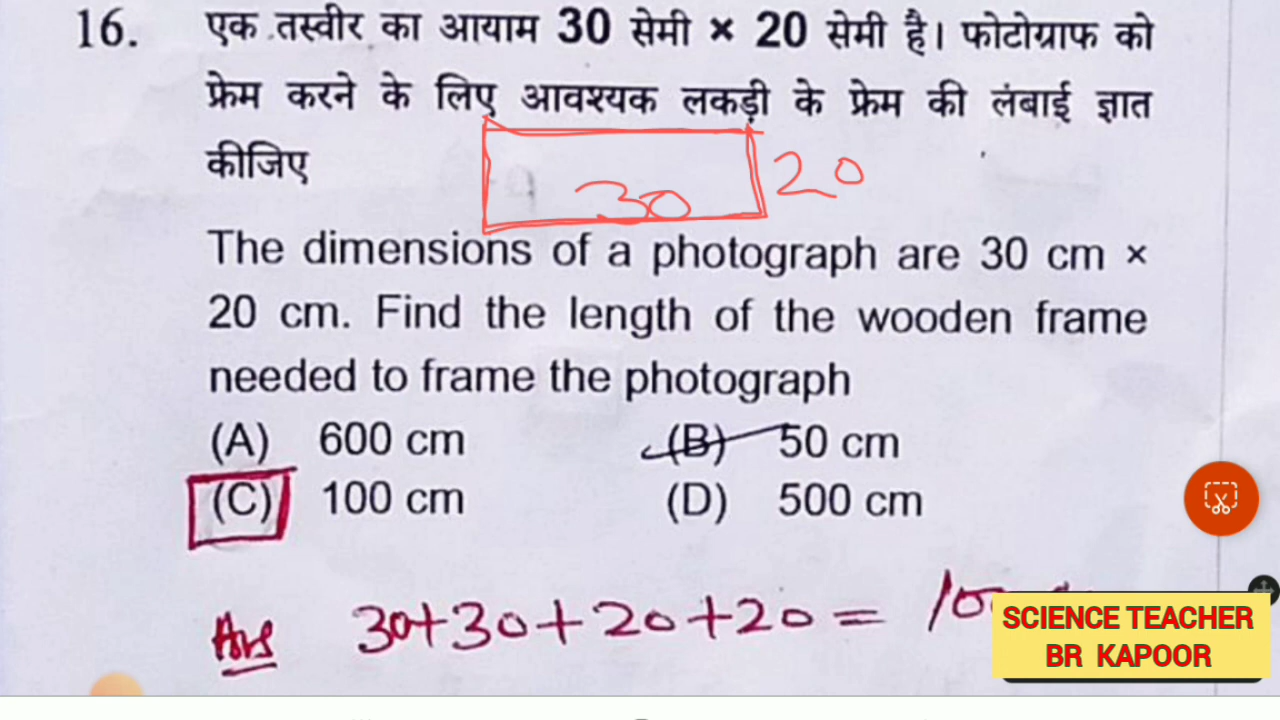 16. एक तस्वीर का आयाम 30 सेमी × 20 सेमी है। फोटोग्राफ को
फ्रेम करने के लिए आवश्यक लकड़ी के फ्रेम की लंबाई ज्ञात
कीजिए
30 20
The dimensions of a photograph are 30 cm ×
20 cm. Find the length of the wooden frame
needed to frame the photograph
(A) 600 cm (B) 50 cm
(C) 100 cm (D) 500 cm
Ans 30+30+20+20 =
SCIENCE TEACHER
BR KAPOOR